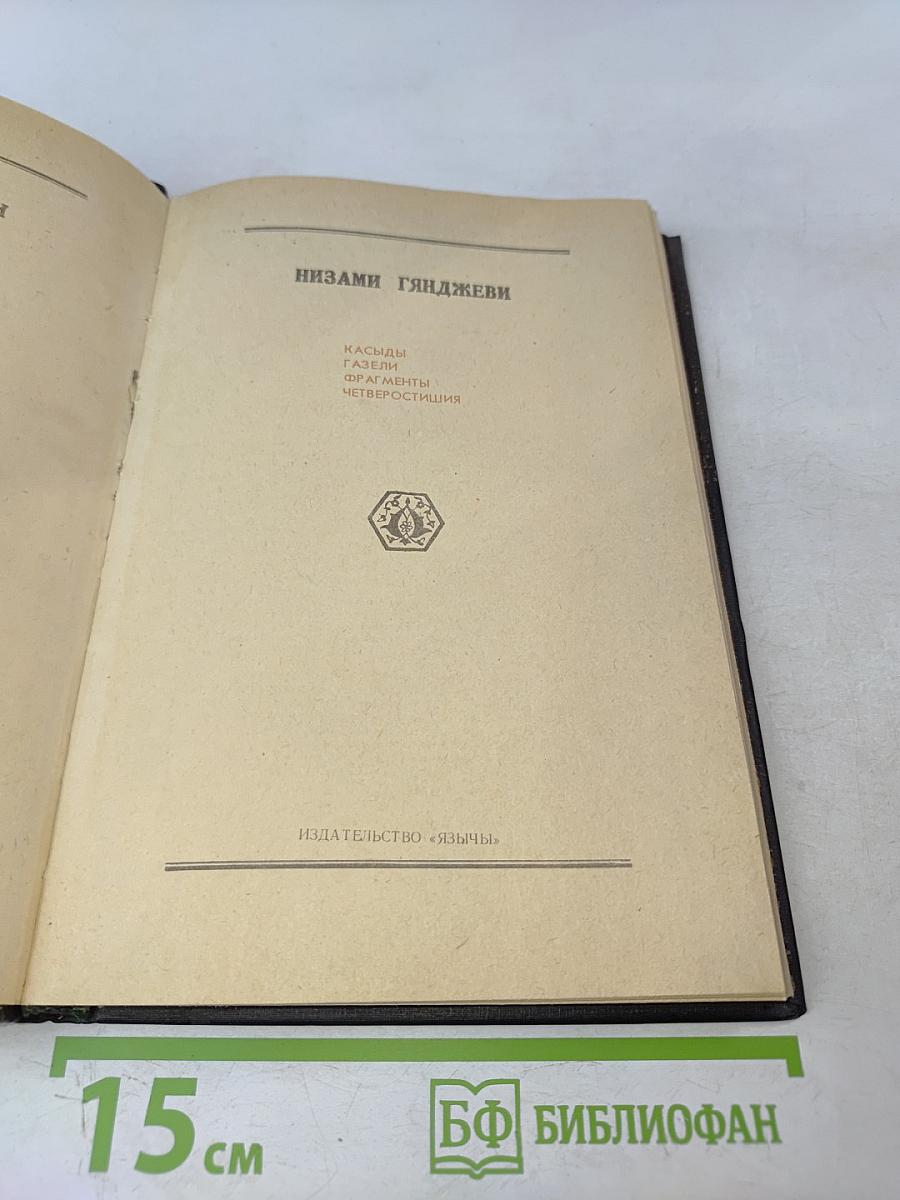 НИЗАМИ ГЯНДЖЕВИ
КАСЫДЫ
ГАЗЕЛИ
ФРАГМЕНТЫ
ЧЕТВЕРОСТИШИЯ
ИЗДАТЕЛЬСТВО «ЯЗЫЧЫ»
15 см
БФ БИБЛИОФАН